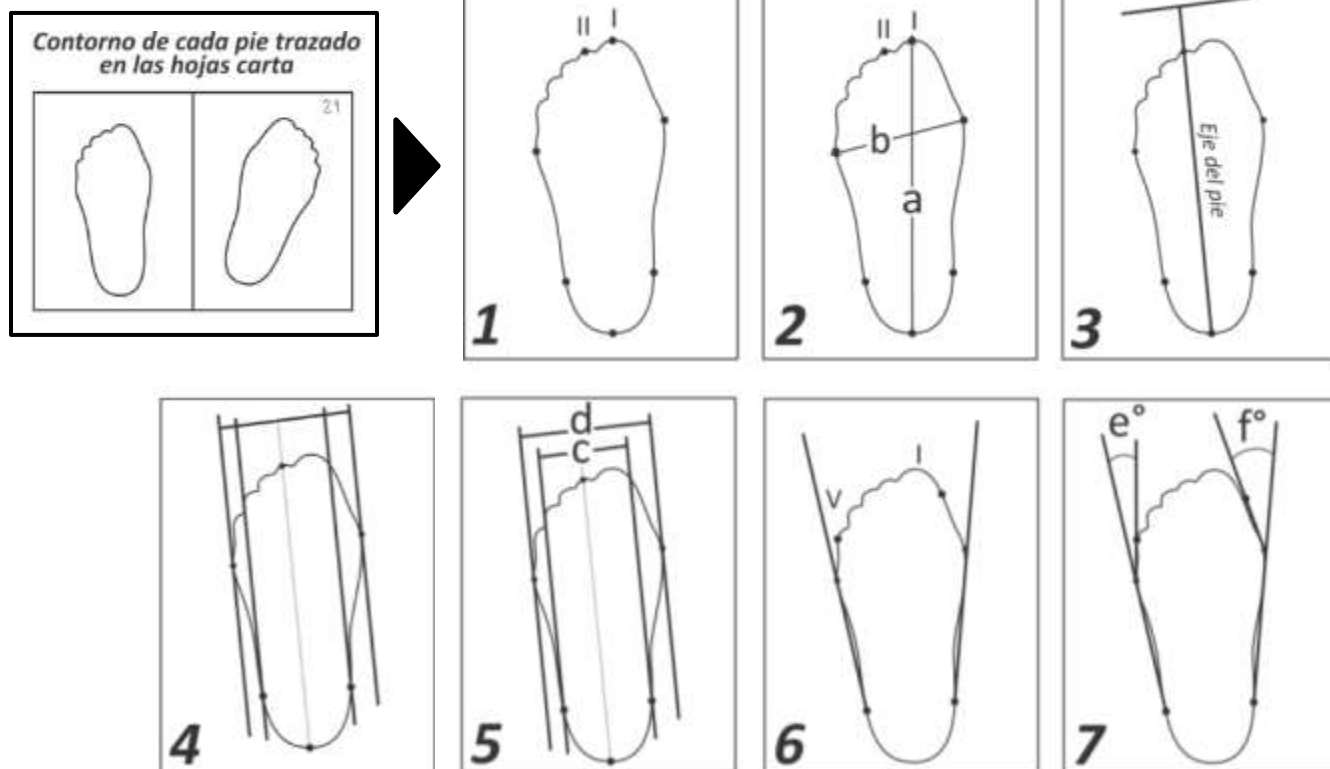 Contorno de cada pie trazado
en las hojas carta
21
II I
1
II I
b
a
2
Eje del pie
3
4
d
c
5
I
V
6
e° f°
7